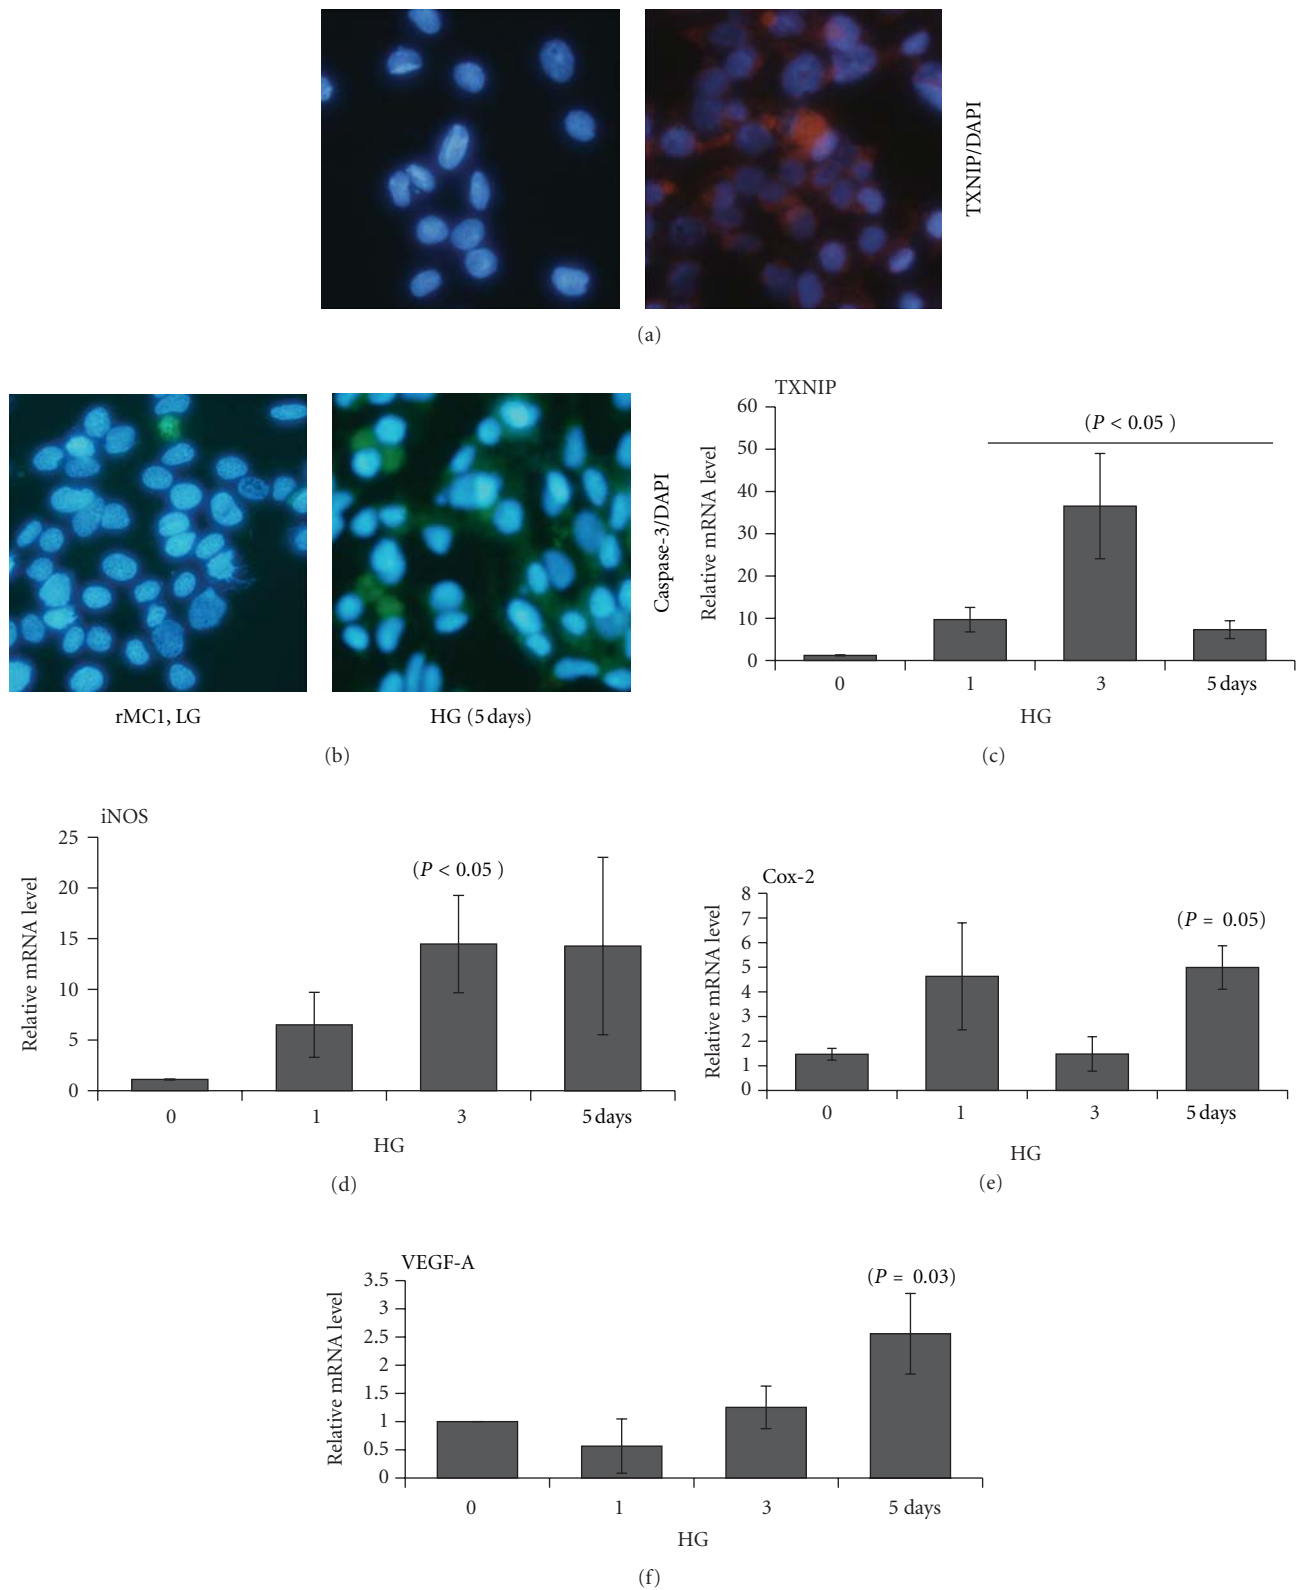 TXNIP/DAPI
(a)
Caspase-3/DAPI
rMC1, LG
HG (5 days)
(b)
TXNIP
(P < 0.05 )
Relative mRNA level
60
50
40
30
20
10
0
0 1 3 5 days
HG
(c)
iNOS
(P < 0.05 )
Relative mRNA level
25
20
15
10
5
0
0 1 3 5 days
HG
(d)
Cox-2
(P = 0.05)
Relative mRNA level
8
7
6
5
4
3
2
1
0
0 1 3 5 days
HG
(e)
VEGF-A
(P = 0.03)
Relative mRNA level
3.5
3
2.5
2
1.5
1
0.5
0
0 1 3 5 days
HG
(f)